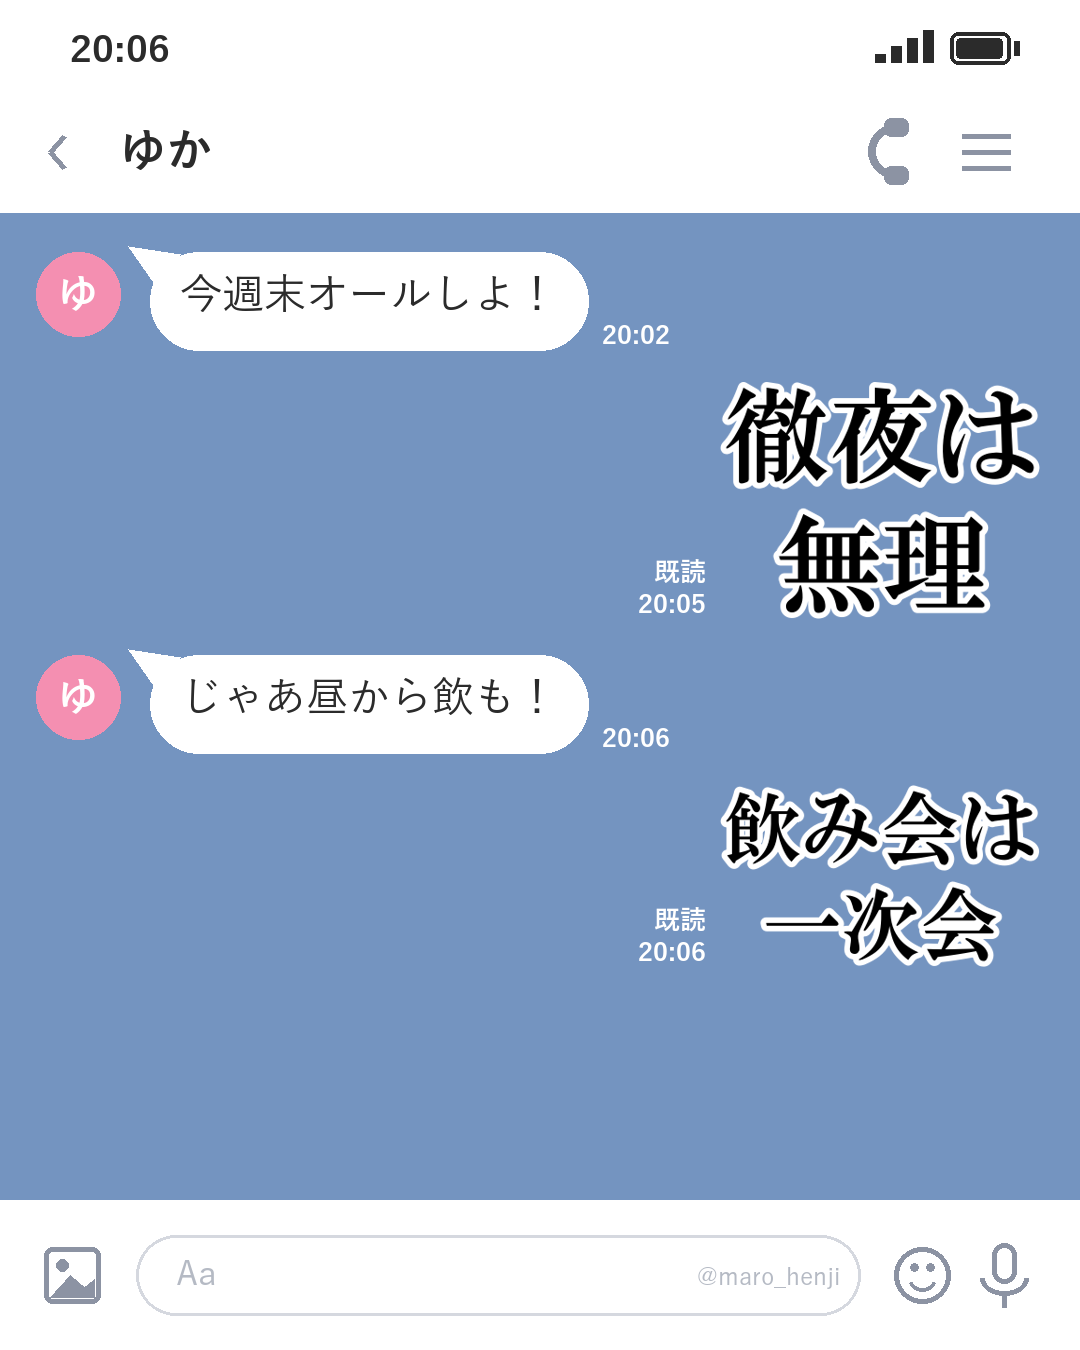 20:06
ゆか
ゆ
今週末オールしよ！
20:02
徹夜は
無理
既読
20:05
ゆ
じゃあ昼から飲も！
20:06
飲み会は
一次会
既読
20:06
Aa
@maro_henji